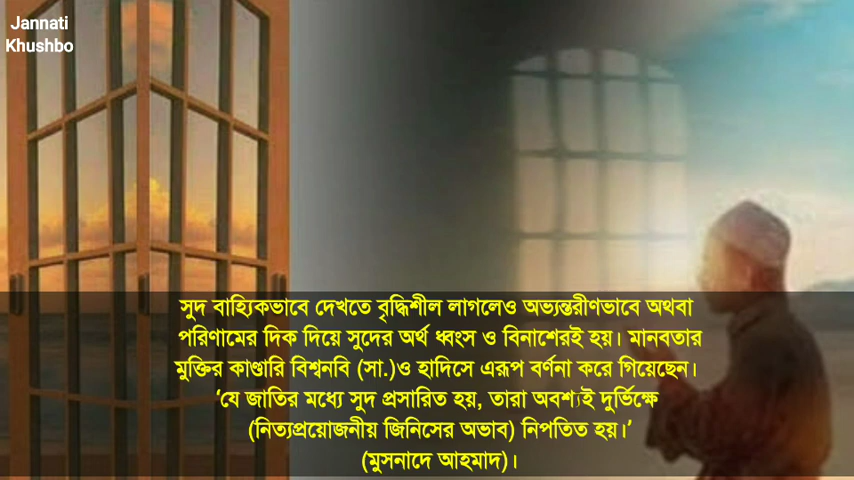 Jannati
Khushbo
সুদ বাহ্যিকভাবে দেখতে বৃদ্ধিশীল লাগলেও অভ্যন্তরীণভাবে অথবা
পরিণামের দিক দিয়ে সুদের অর্থ ধ্বংস ও বিনাশেরই হয়। মানবতার
মুক্তির কাণ্ডারি বিশ্বনবি (সা.)ও হাদিসে এরূপ বর্ণনা করে গিয়েছেন।
‘যে জাতির মধ্যে সুদ প্রসারিত হয়, তারা অবশ্যই দুর্ভিক্ষে
(নিত্যপ্রয়োজনীয় জিনিসের অভাব) নিপতিত হয়।’
(মুসনাদে আহমাদ)।